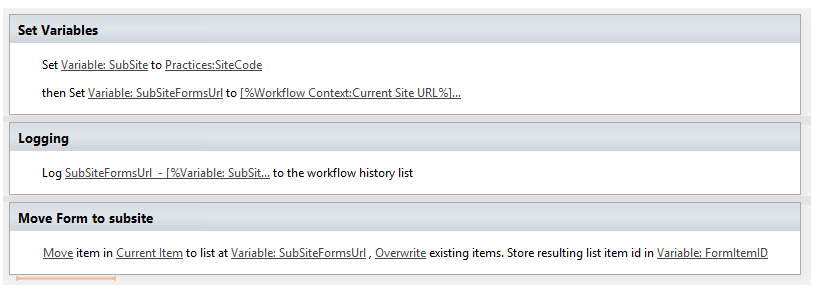 Set Variables
Set Variable: SubSite to Practices:SiteCode
then Set Variable: SubSiteFormsUrl to [%Workflow Context:Current Site URL%]...
Logging
Log SubSiteFormsUrl - [%Variable: SubSit... to the workflow history list
Move Form to subsite
Move item in Current Item to list at Variable: SubSiteFormsUrl , Overwrite existing items. Store resulting list item id in Variable: FormItemID